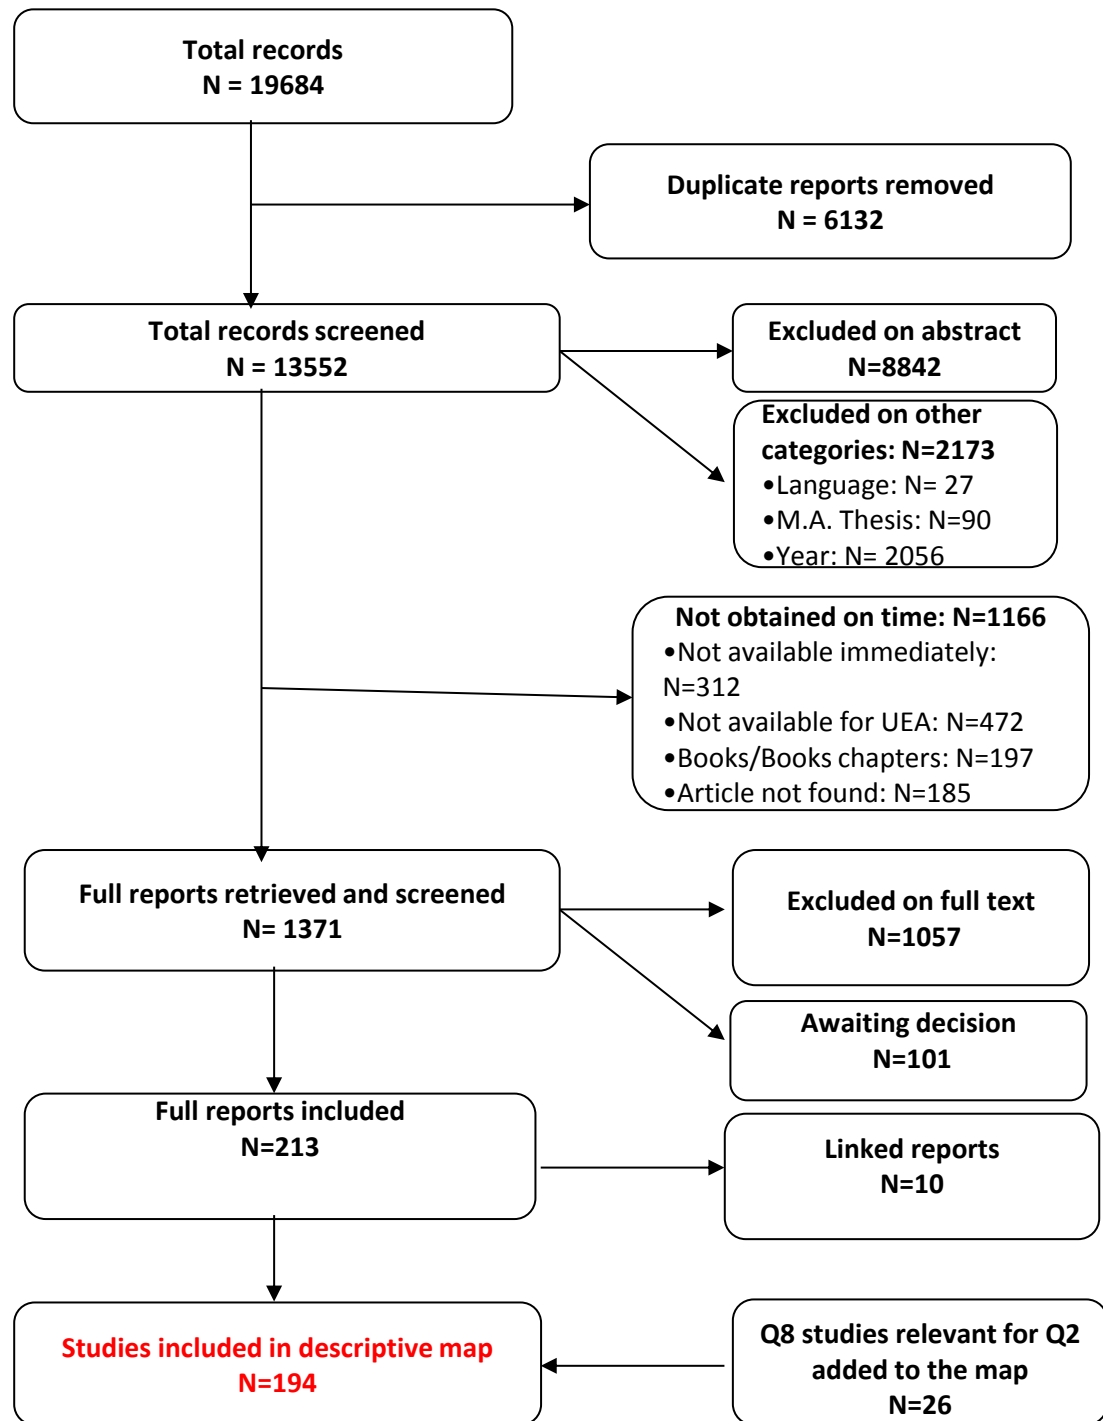 Total records
N = 19684
Duplicate reports removed
N = 6132
Total records screened
N = 13552
Excluded on abstract
N=8842
Excluded on other
categories: N=2173
•Language: N= 27
•M.A. Thesis: N=90
•Year: N= 2056
Not obtained on time: N=1166
•Not available immediately:
N=312
•Not available for UEA: N=472
•Books/Books chapters: N=197
•Article not found: N=185
Full reports retrieved and screened
N= 1371
Excluded on full text
N=1057
Awaiting decision
N=101
Full reports included
N=213
Linked reports
N=10
Studies included in descriptive map
N=194
Q8 studies relevant for Q2
added to the map
N=26